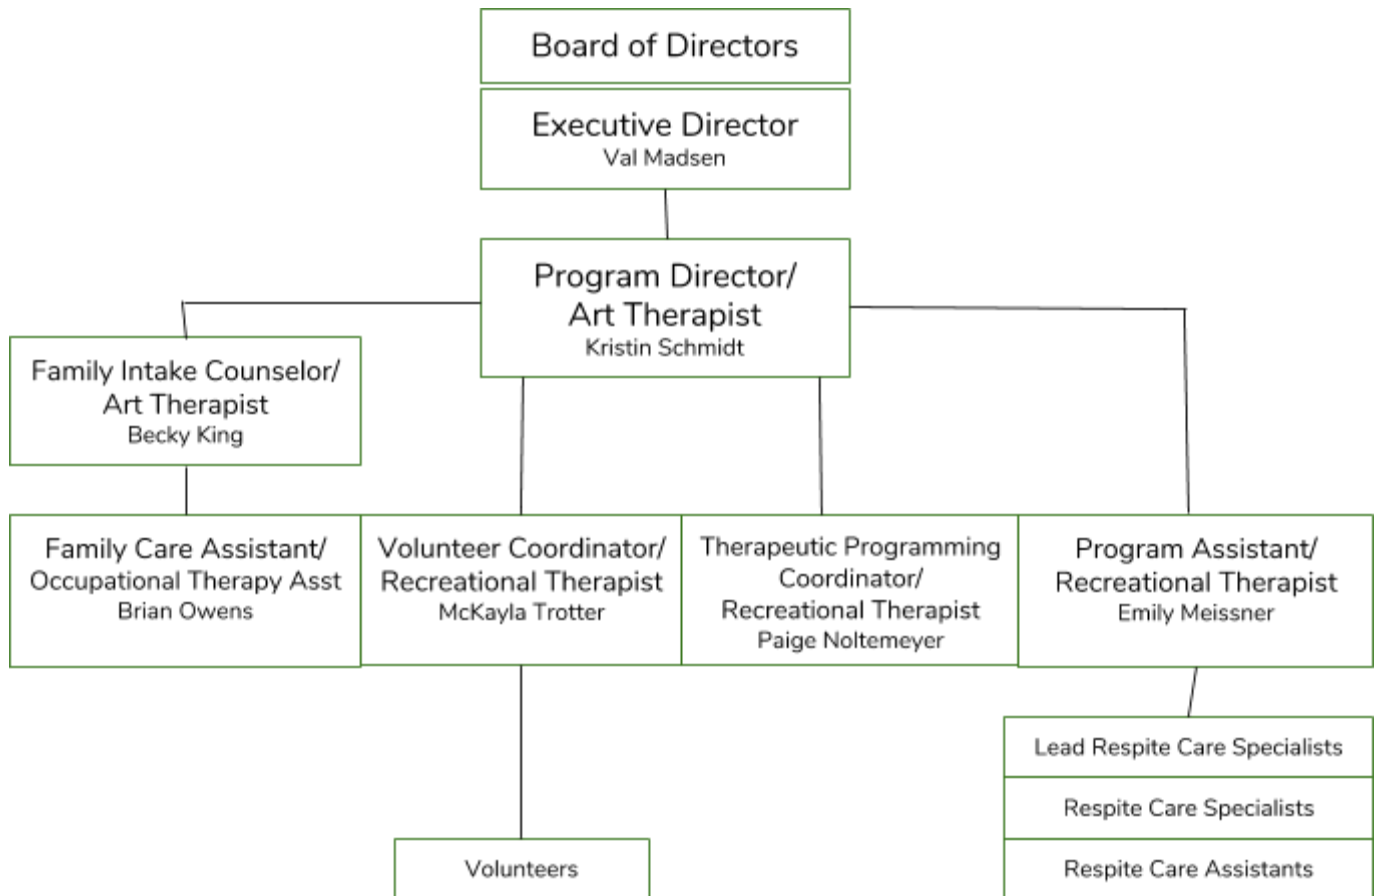 Board of Directors
Executive Director
Val Madsen
Program Director/
Art Therapist
Kristin Schmidt
Family Intake Counselor/
Art Therapist
Becky King
Family Care Assistant/
Occupational Therapy Asst
Brian Owens
Volunteer Coordinator/
Recreational Therapist
McKayla Trotter
Therapeutic Programming
Coordinator/
Recreational Therapist
Paige Noltemeyer
Program Assistant/
Recreational Therapist
Emily Meissner
Lead Respite Care Specialists
Respite Care Specialists
Respite Care Assistants
Volunteers